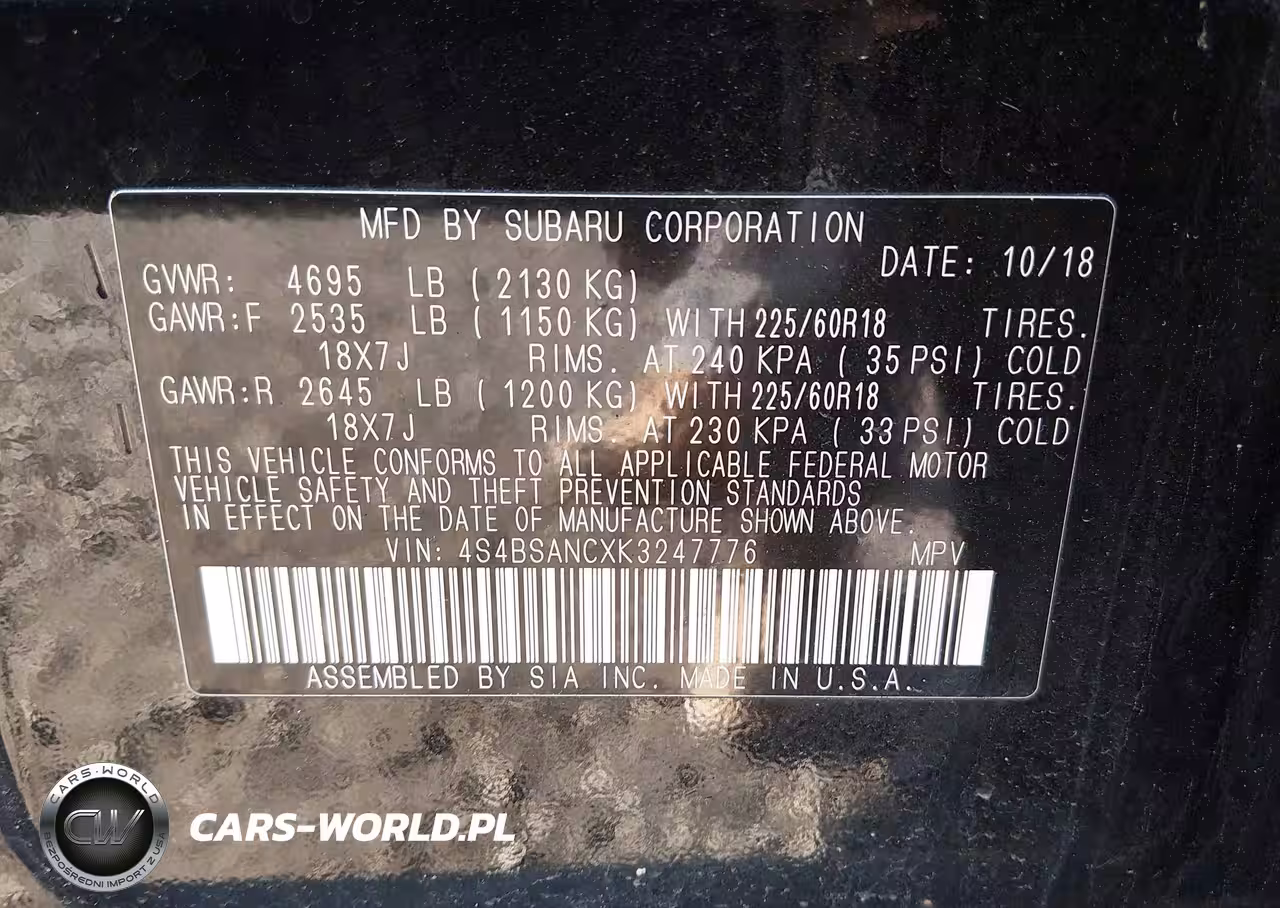 MFD BY SUBARU CORPORATION
DATE: 10/18
GVWR: 4695 LB ( 2130 KG)
GAWR:F 2535 LB ( 1150 KG) WITH 225/60R18 TIRES.
18X7J RIMS. AT 240 KPA ( 35 PSI) COLD
GAWR:R 2645 LB ( 1200 KG) WITH 225/60R18 TIRES.
18X7J RIMS. AT 230 KPA ( 33 PSI) COLD
THIS VEHICLE CONFORMS TO ALL APPLICABLE FEDERAL MOTOR
VEHICLE SAFETY AND THEFT PREVENTION STANDARDS
IN EFFECT ON THE DATE OF MANUFACTURE SHOWN ABOVE.
VIN: 4S4BSANCXK3247776 MPV
ASSEMBLED BY SIA INC. MADE IN U.S.A.
CARS-WORLD
CW
BEZPOŚREDNI IMPORT Z USA
CARS-WORLD.PL